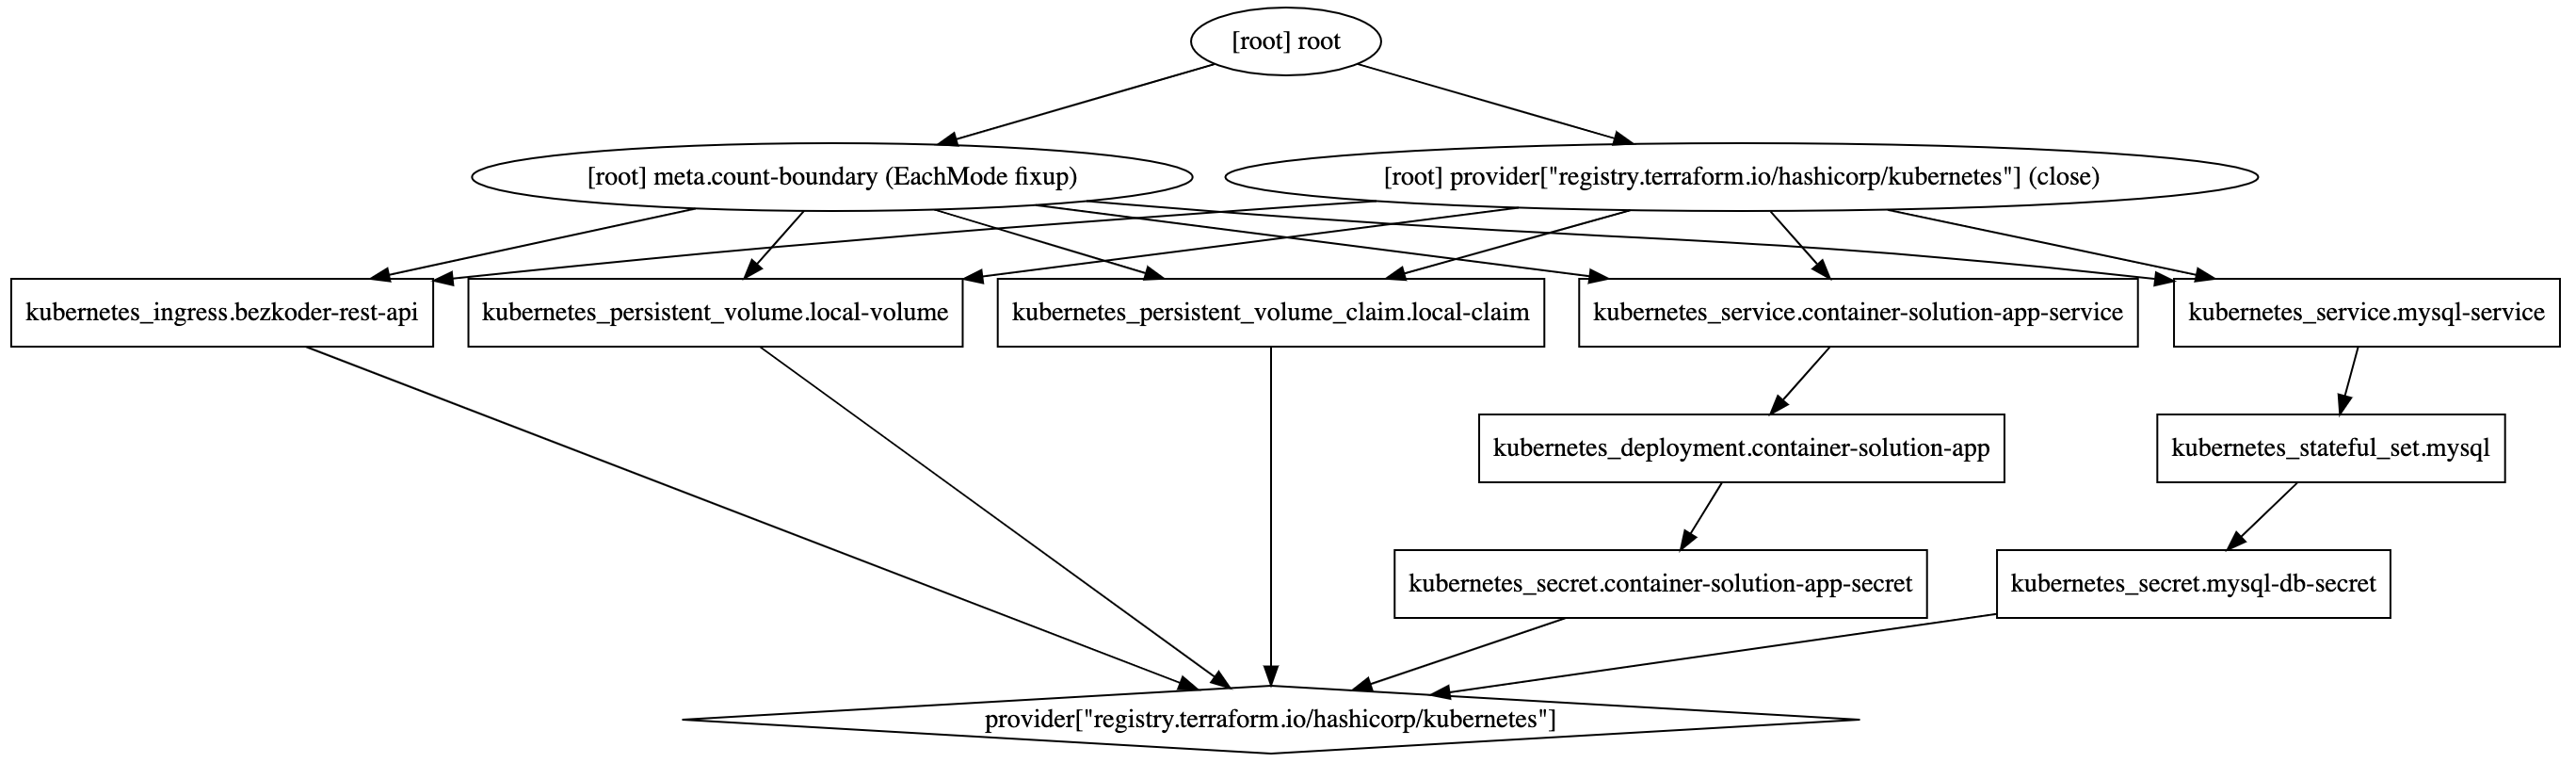 [root] root
[root] meta.count-boundary (EachMode fixup)
[root] provider["registry.terraform.io/hashicorp/kubernetes"] (close)
kubernetes_ingress.bezkoder-rest-api
kubernetes_persistent_volume.local-volume
kubernetes_persistent_volume_claim.local-claim
kubernetes_service.container-solution-app-service
kubernetes_service.mysql-service
kubernetes_deployment.container-solution-app
kubernetes_stateful_set.mysql
kubernetes_secret.container-solution-app-secret
kubernetes_secret.mysql-db-secret
provider["registry.terraform.io/hashicorp/kubernetes"]